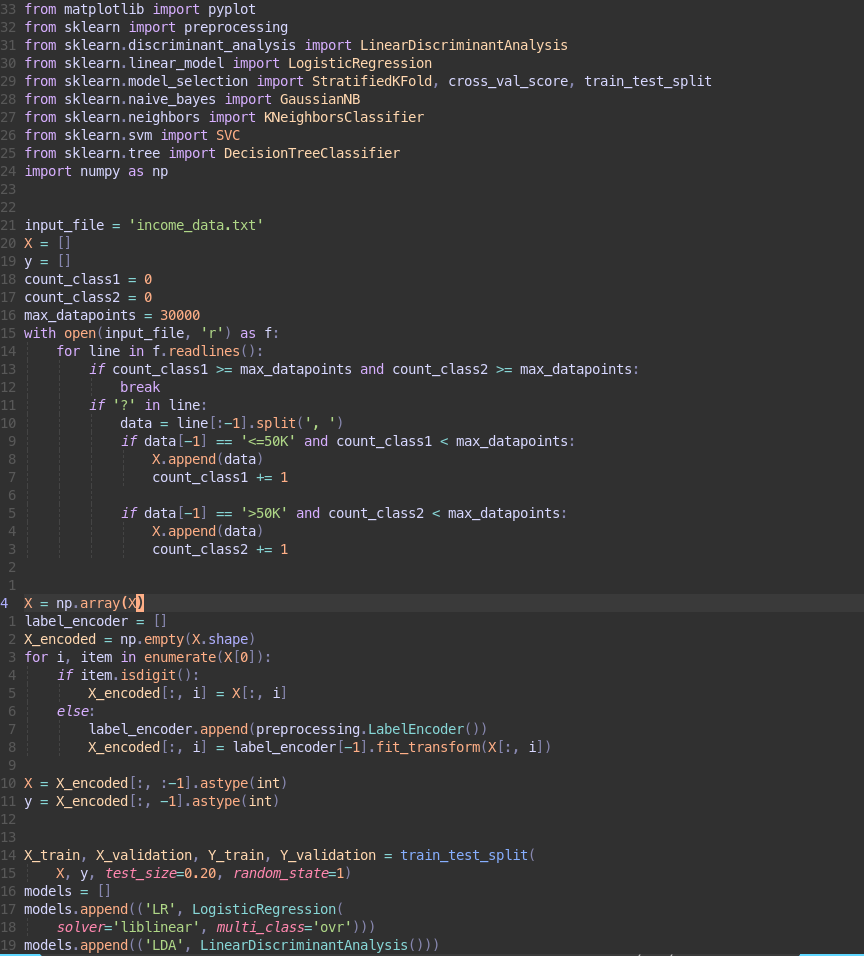 33 from matplotlib import pyplot
32 from sklearn import preprocessing
31 from sklearn.discriminant_analysis import LinearDiscriminantAnalysis
30 from sklearn.linear_model import LogisticRegression
29 from sklearn.model_selection import StratifiedKFold, cross_val_score, train_test_split
28 from sklearn.naive_bayes import GaussianNB
27 from sklearn.neighbors import KNeighborsClassifier
26 from sklearn.svm import SVC
25 from sklearn.tree import DecisionTreeClassifier
24 import numpy as np
23
22
21 input_file = 'income_data.txt'
20 X = []
19 y = []
18 count_class1 = 0
17 count_class2 = 0
16 max_datapoints = 30000
15 with open(input_file, 'r') as f:
14     for line in f.readlines():
13         if count_class1 >= max_datapoints and count_class2 >= max_datapoints:
12             break
11         if '?' in line:
10             data = line[:-1].split(', ')
9             if data[-1] == '<=50K' and count_class1 < max_datapoints:
8                 X.append(data)
7                 count_class1 += 1
6
5             if data[-1] == '>50K' and count_class2 < max_datapoints:
4                 X.append(data)
3                 count_class2 += 1
2
1
4 X = np.array(X)
1 label_encoder = []
2 X_encoded = np.empty(X.shape)
3 for i, item in enumerate(X[0]):
4     if item.isdigit():
5         X_encoded[:, i] = X[:, i]
6     else:
7         label_encoder.append(preprocessing.LabelEncoder())
8         X_encoded[:, i] = label_encoder[-1].fit_transform(X[:, i])
9
10 X = X_encoded[:, :-1].astype(int)
11 y = X_encoded[:, -1].astype(int)
12
13
14 X_train, X_validation, Y_train, Y_validation = train_test_split(
15     X, y, test_size=0.20, random_state=1)
16 models = []
17 models.append(('LR', LogisticRegression(
18     solver='liblinear', multi_class='ovr')))
19 models.append(('LDA', LinearDiscriminantAnalysis()))